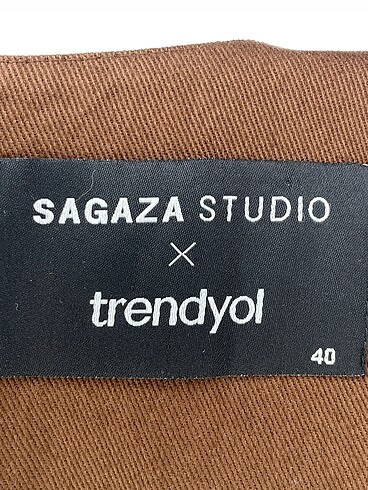 SAGAZA STUDIO
×
trendyol
40